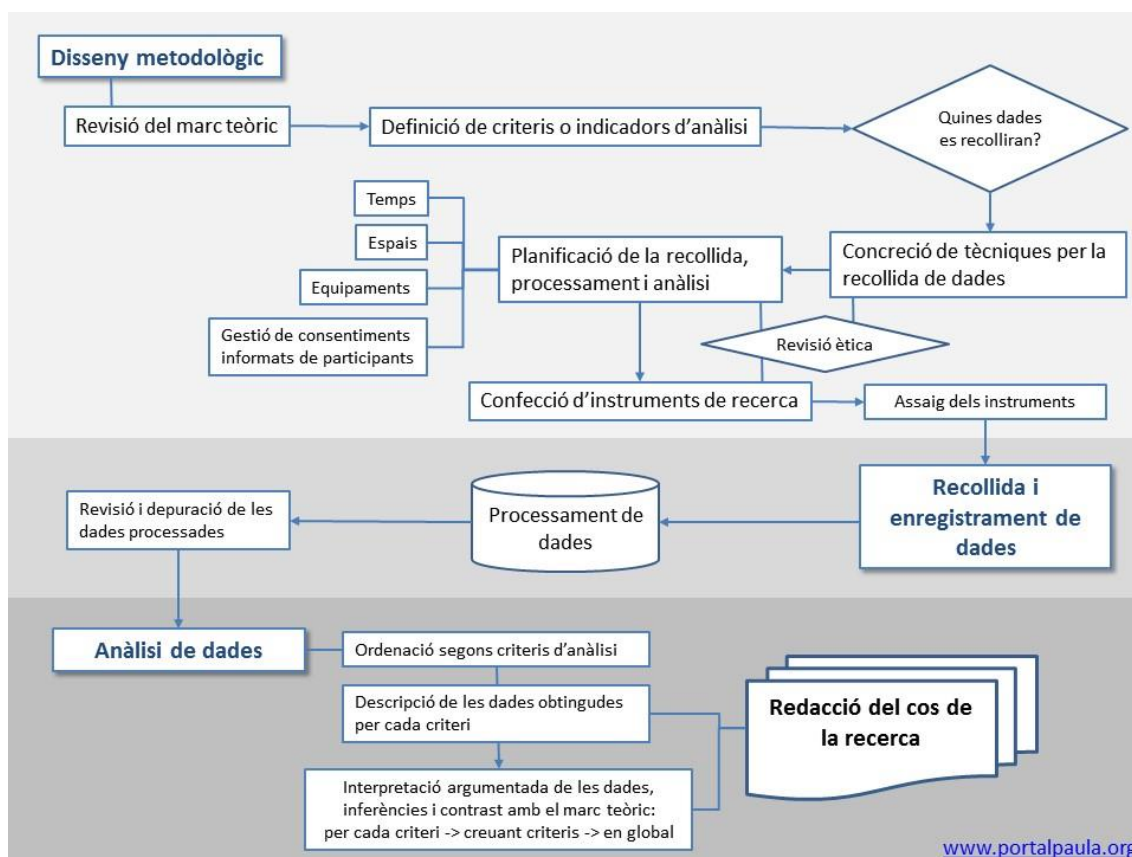 Disseny metodològic
Revisió del marc teòric
Definició de criteris o indicadors d'anàlisi
Quines dades
es recolliran?
Temps
Espais
Equipaments
Gestió de consentiments
informats de participants
Planificació de la recollida,
processament i anàlisi
Concreció de tècniques per la
recollida de dades
Revisió ètica
Confecció d'instruments de recerca
Assaig dels instruments
Recollida i
enregistrament de
dades
Processament de
dades
Revisió i depuració de les
dades processades
Anàlisi de dades
Ordenació segons criteris d'anàlisi
Descripció de les dades obtingudes
per cada criteri
Interpretació argumentada de les dades,
inferències i contrast amb el marc teòric:
per cada criteri -> creuant criteris -> en global
Redacció del cos de
la recerca
www.portalpaula.org